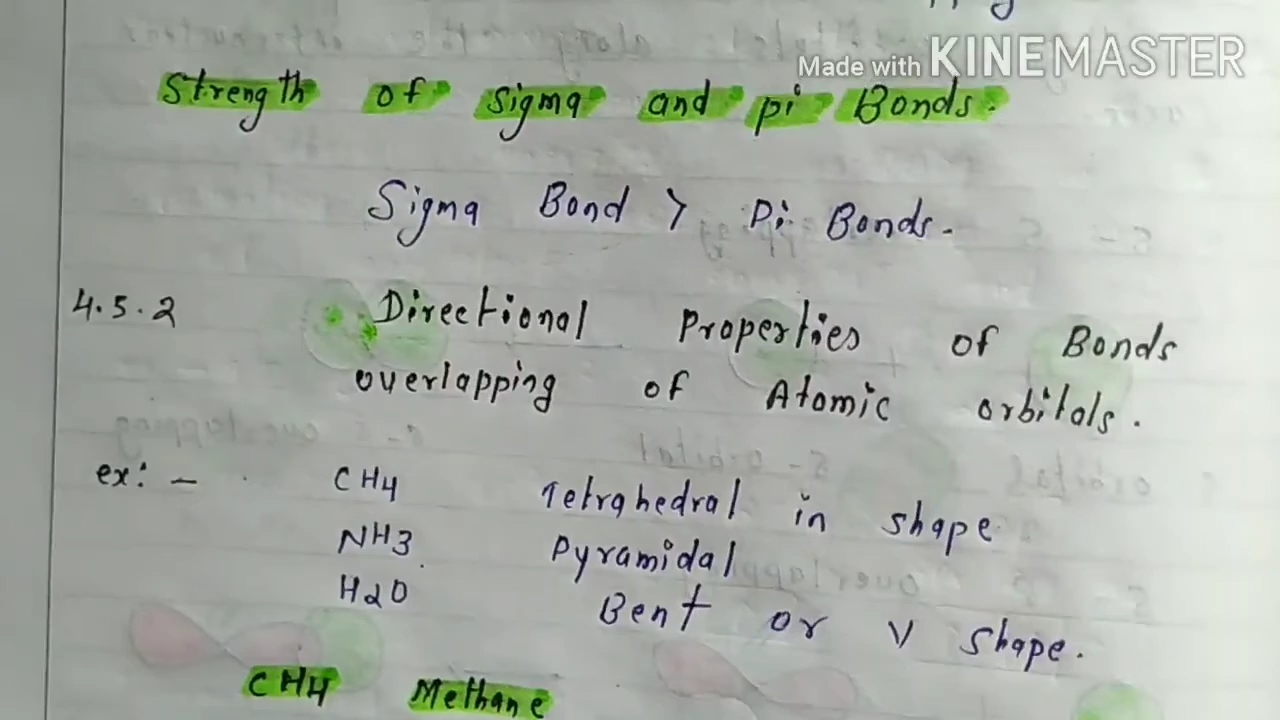 Made with KINEMASTER
Strength of sigma and pi Bonds.
Sigma Bond > Pi Bonds.
4.5.2 Directional Properties of Bonds
overlapping of Atomic orbitals.
ex: - CH4 Tetrahedral in shape
NH3 Pyramidal
H2O Bent or V shape.
CH4 Methane